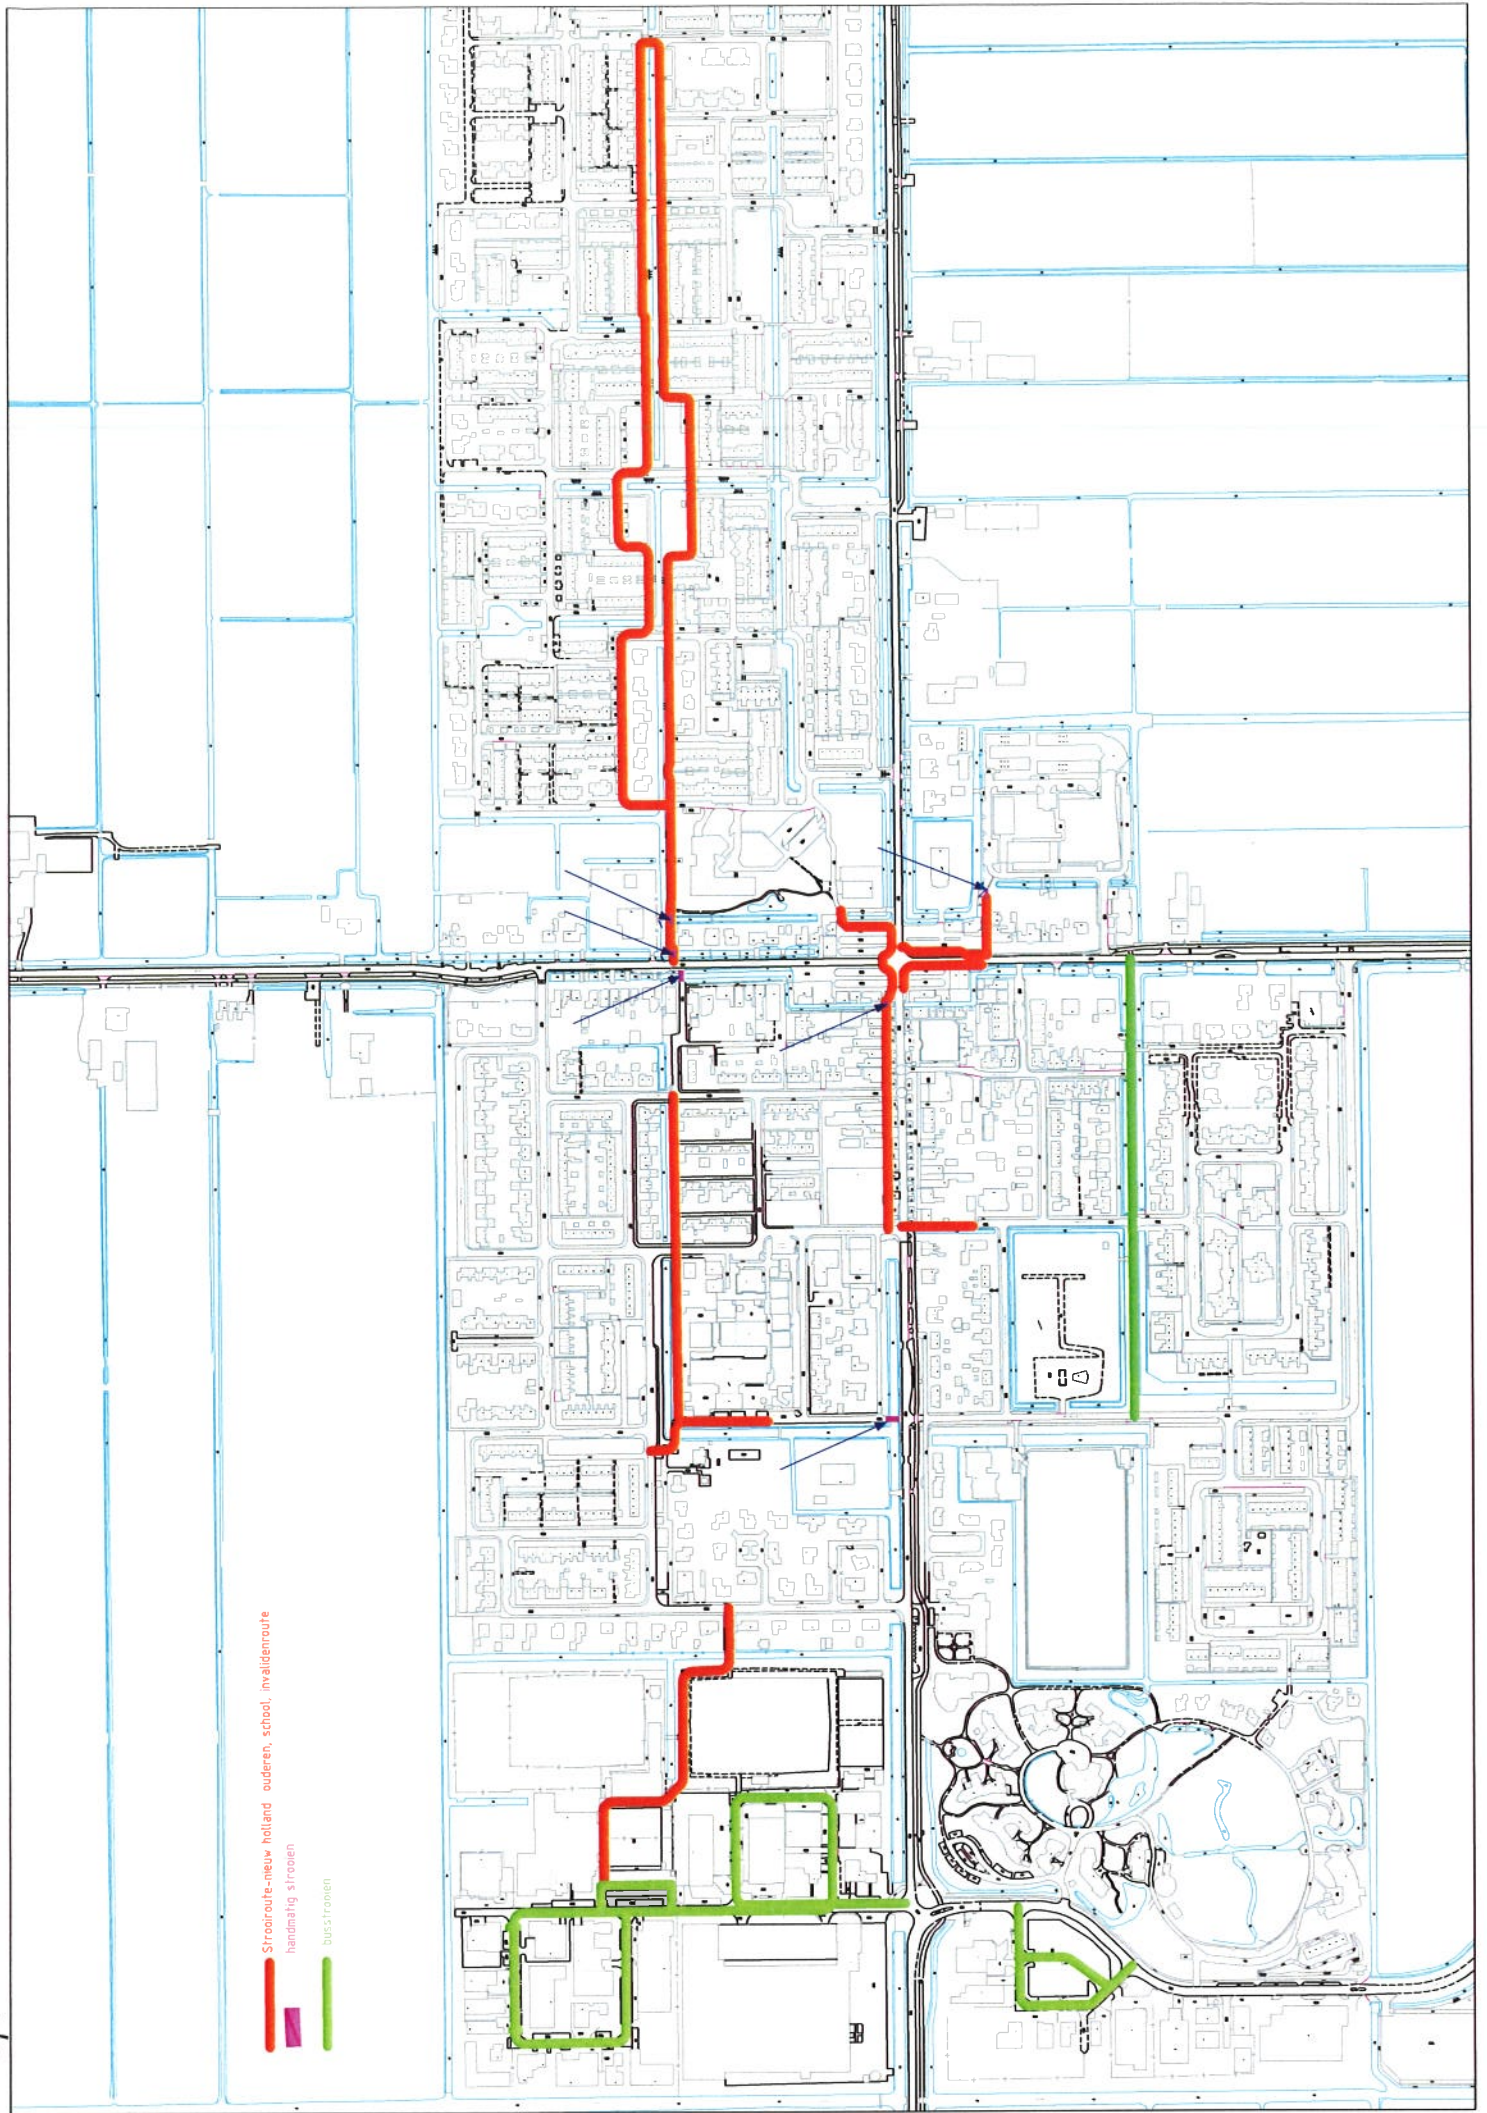 Strooiroute-nieuw holland ouderen, school, invalidenroute
handmatig strooien
busstrooien